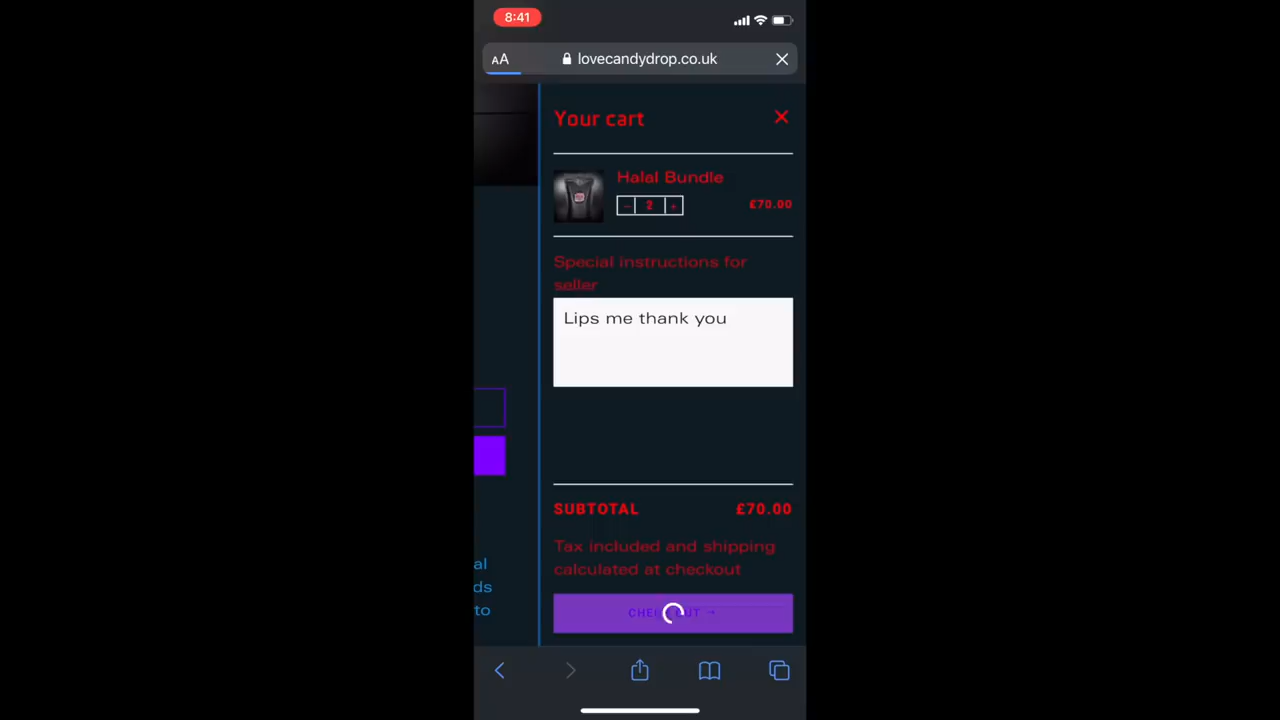 8:41
AA lovecandydrop.co.uk
Your cart
Halal Bundle
- 2 + £70.00
Special instructions for
seller
Lips me thank you
SUBTOTAL £70.00
al
Tax included and shipping
ds
calculated at checkout
to